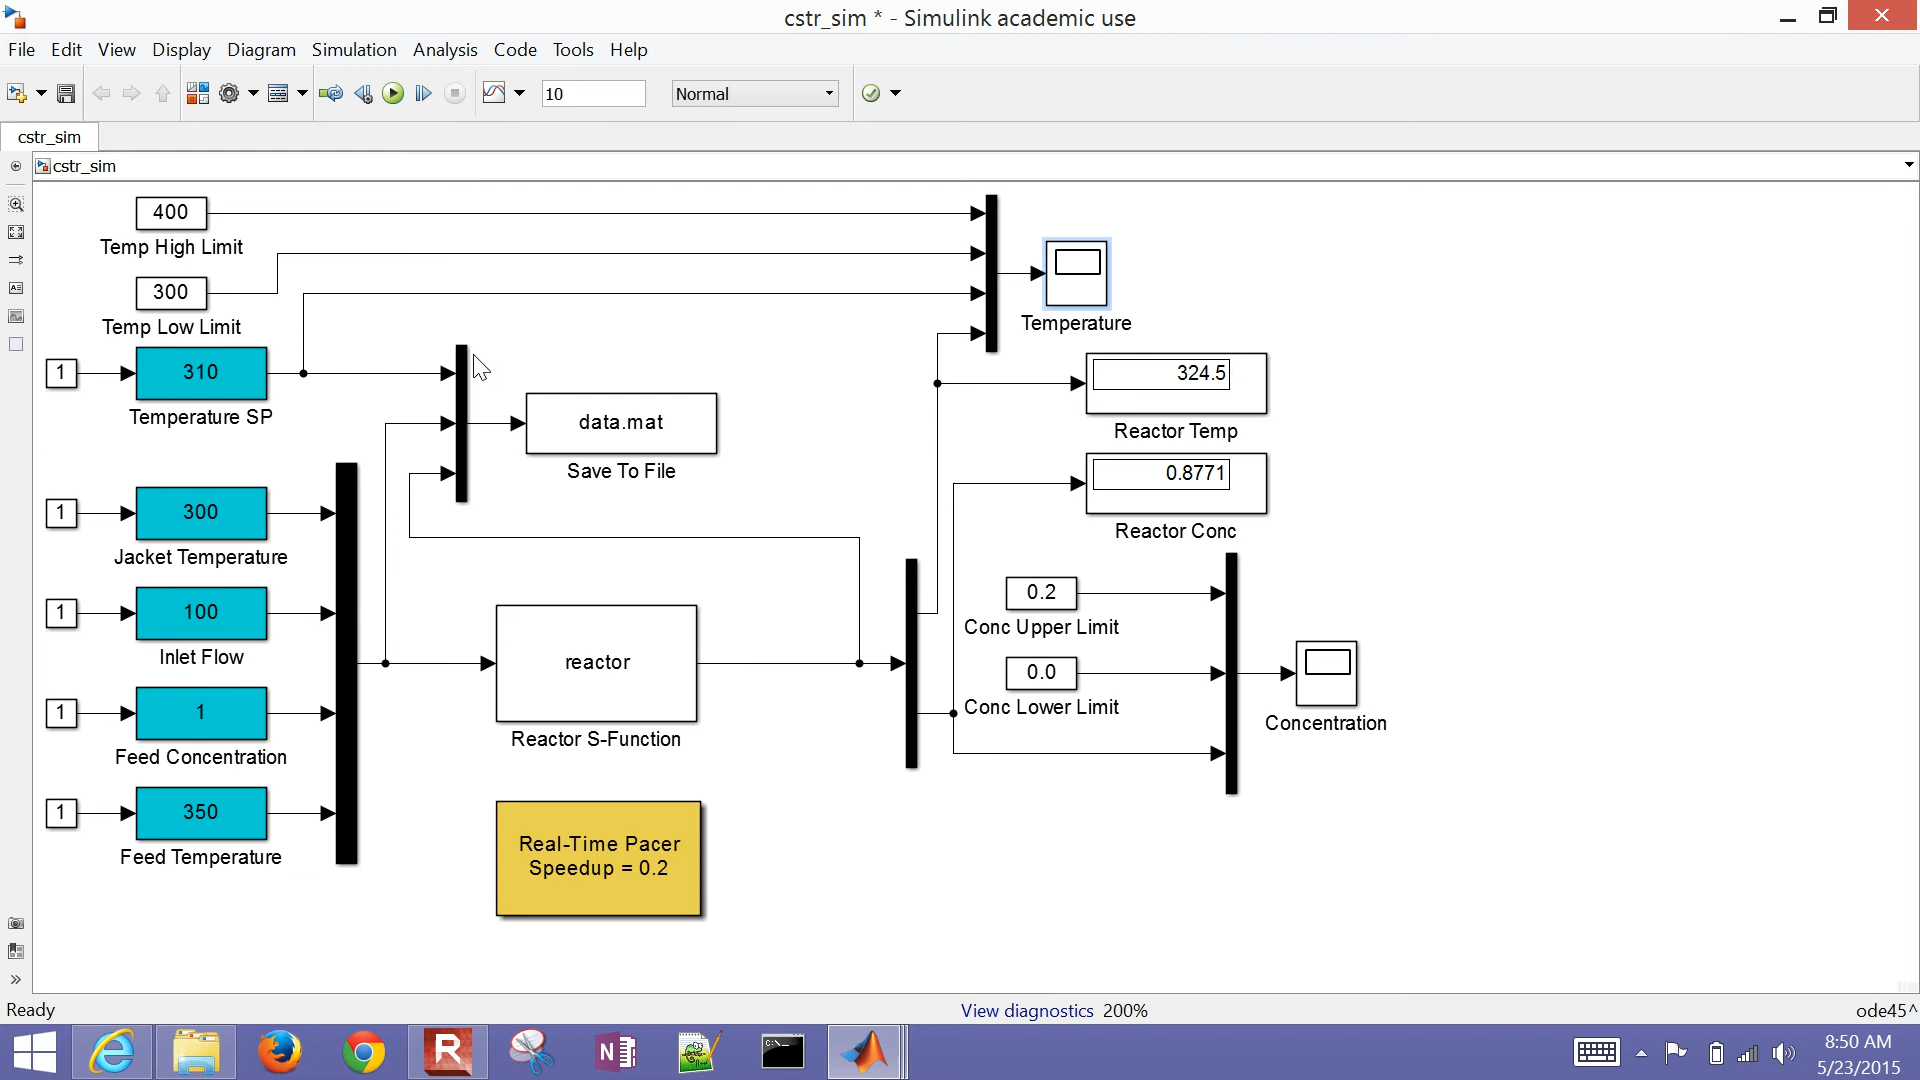 cstr_sim * - Simulink academic use
File Edit View Display Diagram Simulation Analysis Code Tools Help
10 Normal
cstr_sim
cstr_sim
400
Temp High Limit
300
Temp Low Limit
1 310
Temperature SP
1 300
Jacket Temperature
1 100
Inlet Flow
1 1
Feed Concentration
1 350
Feed Temperature
data.mat
Save To File
reactor
Reactor S-Function
Real-Time Pacer
Speedup = 0.2
Temperature
324.5
Reactor Temp
0.8771
Reactor Conc
0.2
Conc Upper Limit
0.0
Conc Lower Limit
Concentration
Ready View diagnostics 200% ode45^
8:50 AM
5/23/2015